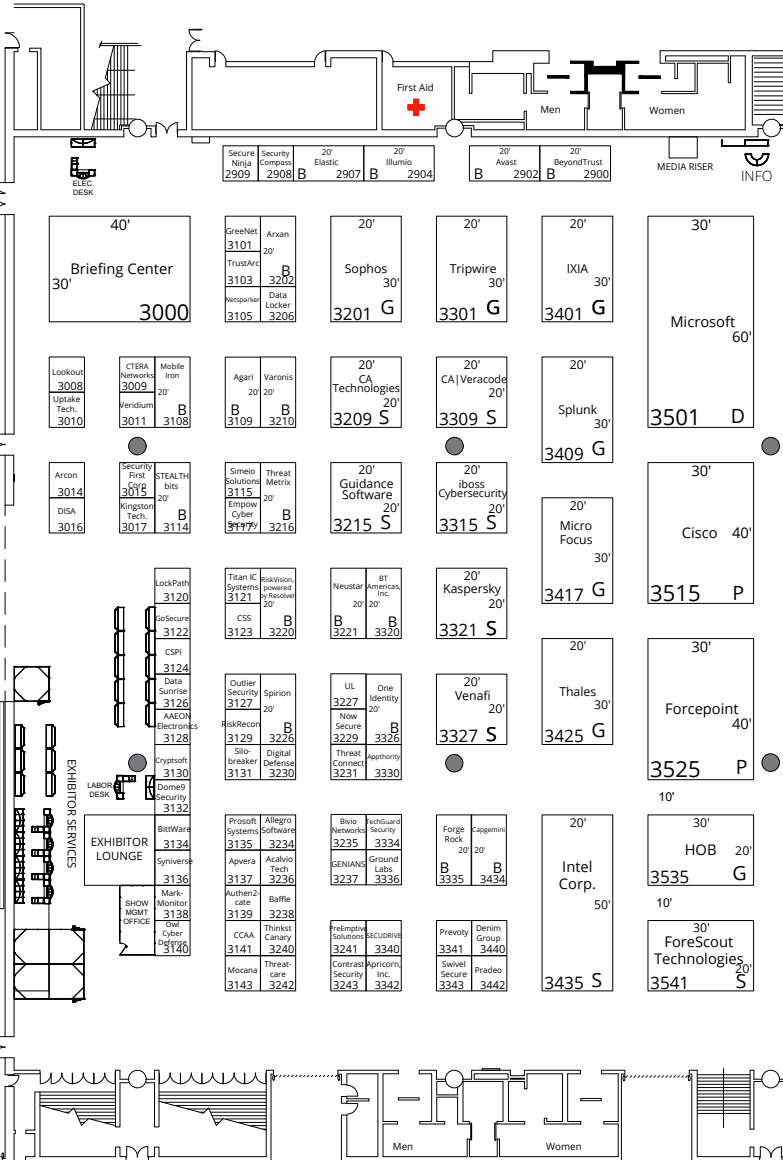 First Aid
Men
Women
ELEC.
DESK
MEDIA RISER
INFO
Secure
Ninja
2909
Security
Compass
2908
20'
Elastic
B 2907
20'
Illumio
B 2904
20'
Avast
B 2902
20'
BeyondTrust
B 2900
40'
Briefing Center
30'
3000
GreeNet
3101
TrustArc
3103
Netsparker
3105
Arxan
20'
B
3202
Data
Locker
3206
20'
Sophos
30'
3201 G
20'
Tripwire
30'
3301 G
20'
IXIA
30'
3401 G
30'
Microsoft
60'
3501 D
Lookout
3008
Uptake
Tech.
3010
CTERA
Networks
3009
Veridium
3011
Mobile
Iron
20'
B
3108
Agari
20'
B
3109
Varonis
20'
B
3210
20'
CA
Technologies
20'
3209 S
20'
CA|Veracode
20'
3309 S
20'
Splunk
30'
3409 G
Arcon
3014
DISA
3016
Security
First
Corp
3015
Kingston
Tech.
3017
STEALTH
bits
20'
B
3114
Simeio
Solutions
3115
Empow
Cyber
Security
3117
Threat
Metrix
20'
B
3216
20'
Guidance
Software
20'
3215 S
20'
iboss
Cybersecurity
20'
3315 S
20'
Micro
Focus
30'
3417 G
30'
Cisco 40'
3515 P
LockPath
3120
GoSecure
3122
CSPi
3124
Data
Sunrise
3126
AAEON
Electronics
3128
Cryptsoft
3130
Dome9
Security
3132
BittWare
3134
Syniverse
3136
Mark-
Monitor
3138
Owl
Cyber
Defense
3140
Titan IC
Systems
3121
CSS
3123
RiskVision,
powered
by Resolver
20'
B
3220
Neustar
20'
B
3221
BT
Americas,
Inc.
20'
B
3320
20'
Kaspersky
20'
3321 S
Outlier
Security
3127
RiskRecon
3129
Silo-
breaker
3131
Spirion
20'
B
3226
Digital
Defense
3230
UL
3227
Now
Secure
3229
Threat
Connect
3231
One
Identity
20'
B
3326
Appthority
3330
20'
Venafi
20'
3327 S
20'
Thales
30'
3425 G
30'
Forcepoint
40'
3525 P
10'
EXHIBITOR SERVICES
LABOR
DESK
EXHIBITOR
LOUNGE
SHOW
MGMT
OFFICE
Prosoft
Systems
3135
Allegro
Software
3234
Apvera
3137
Acalvio
Tech
3236
Authen2-
cate
3139
Baffle
3238
CCAA
3141
Thinkst
Canary
3240
Mocana
3143
Threat-
care
3242
Bivio
Networks
3235
TechGuard
Security
3334
GENIANS
3237
Ground
Labs
3336
PreEmptive
Solutions
3241
SECUDRIVE
3340
Contrast
Security
3243
Apricorn,
Inc.
3342
Forge
Rock
20'
B
3335
Capgemini
20'
B
3434
Prevoty
3341
Denim
Group
3440
Swivel
Secure
3343
Pradeo
3442
20'
Intel
Corp.
50'
3435 S
30'
HOB 20'
3535 G
10'
30'
ForeScout
Technologies
20'
3541 S
Men
Women